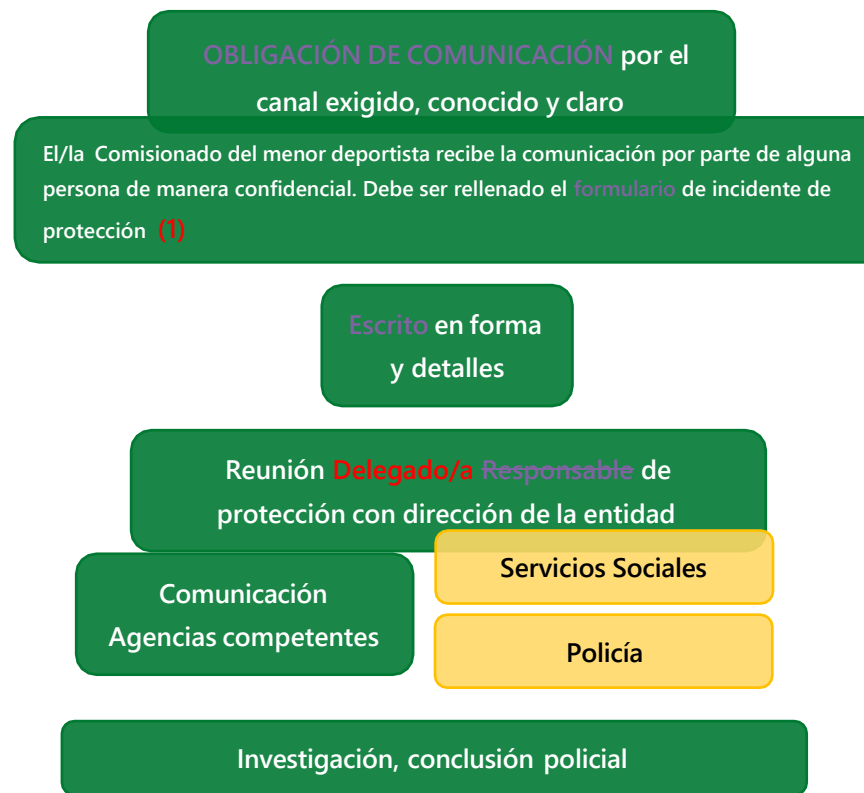 OBLIGACIÓN DE COMUNICACIÓN por el
canal exigido, conocido y claro
El/la Comisionado del menor deportista recibe la comunicación por parte de alguna
persona de manera confidencial. Debe ser rellenado el formulario de incidente de
protección (1)
Escrito en forma
y detalles
Reunión Delegado/a Responsable de
protección con dirección de la entidad
Comunicación
Agencias competentes
Servicios Sociales
Policía
Investigación, conclusión policial